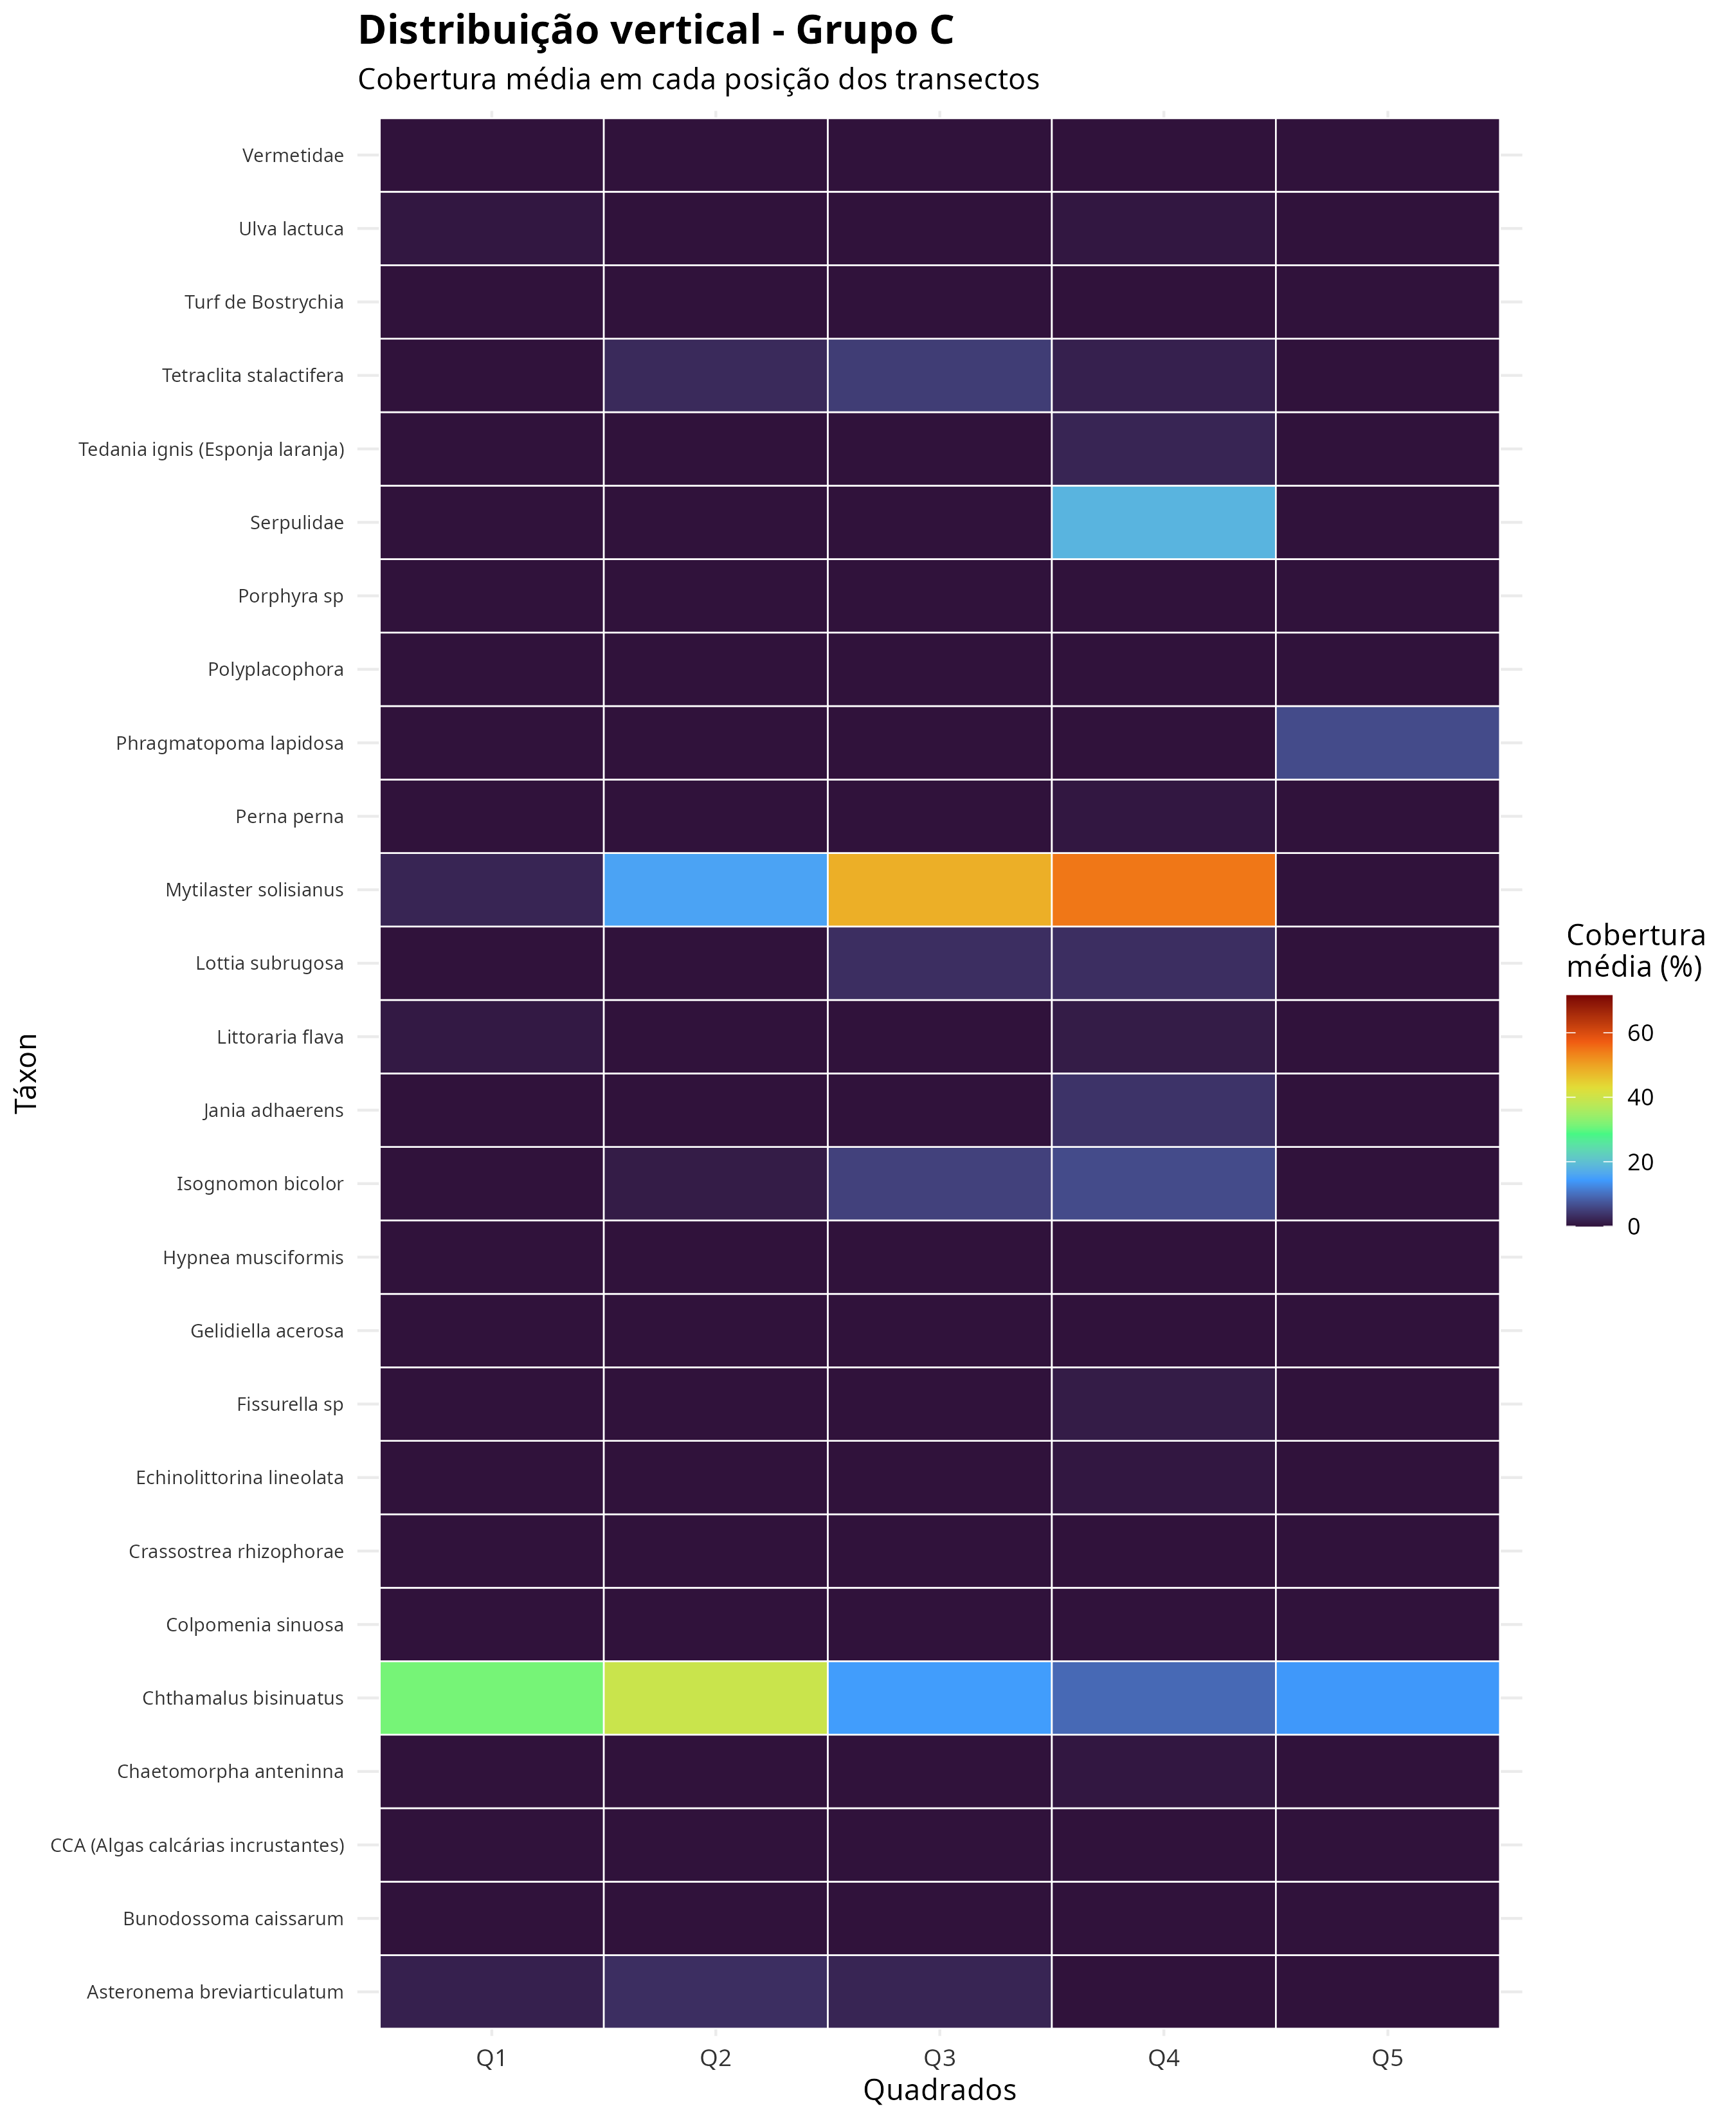 Distribuição vertical - Grupo C
Cobertura média em cada posição dos transectos
Vermetidae
Ulva lactuca
Turf de Bostrychia
Tetraclita stalactifera
Tedania ignis (Esponja laranja)
Serpulidae
Porphyra sp
Polyplacophora
Phragmatopoma lapidosa
Perna perna
Mytilaster solisianus
Lottia subrugosa
Littoraria flava
Jania adhaerens
Isognomon bicolor
Hypnea musciformis
Gelidiella acerosa
Fissurella sp
Echinolittorina lineolata
Crassostrea rhizophorae
Colpomenia sinuosa
Chthamalus bisinuatus
Chaetomorpha anteninna
CCA (Algas calcárias incrustantes)
Bunodossoma caissarum
Asteronema breviarticulatum
Táxon
Q1 Q2 Q3 Q4 Q5
Quadrados
Cobertura
média (%)
60
40
20
0